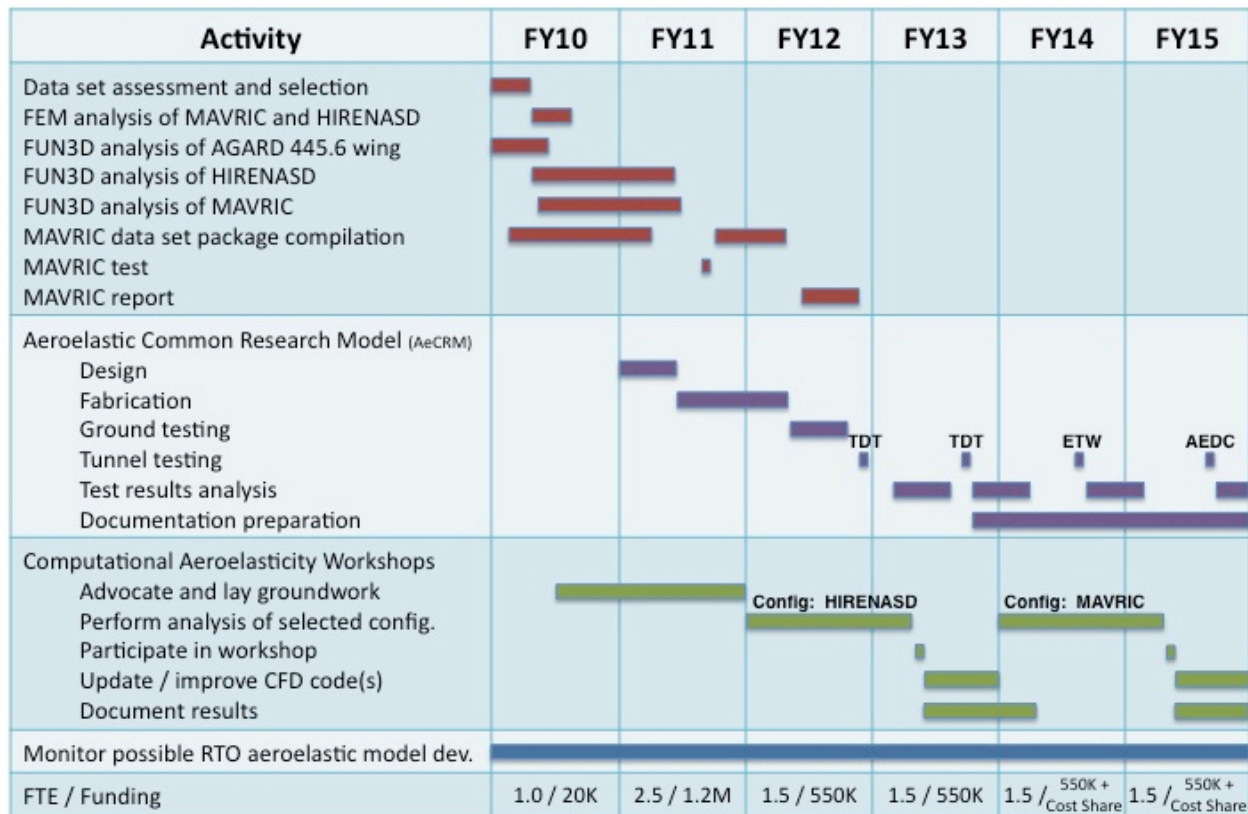 Activity FY10 FY11 FY12 FY13 FY14 FY15
Data set assessment and selection
FEM analysis of MAVRIC and HIRENASD
FUN3D analysis of AGARD 445.6 wing
FUN3D analysis of HIRENASD
FUN3D analysis of MAVRIC
MAVRIC data set package compilation
MAVRIC test
MAVRIC report
Aeroelastic Common Research Model (AeCRM)
Design
Fabrication
Ground testing
TDT TDT ETW AEDC
Tunnel testing
Test results analysis
Documentation preparation
Computational Aeroelasticity Workshops
Advocate and lay groundwork
Config: HIRENASD Config: MAVRIC
Perform analysis of selected config.
Participate in workshop
Update / improve CFD code(s)
Document results
Monitor possible RTO aeroelastic model dev.
FTE / Funding 1.0 / 20K 2.5 / 1.2M 1.5 / 550K 1.5 / 550K 1.5 / 550K + Cost Share 1.5 / 550K + Cost Share